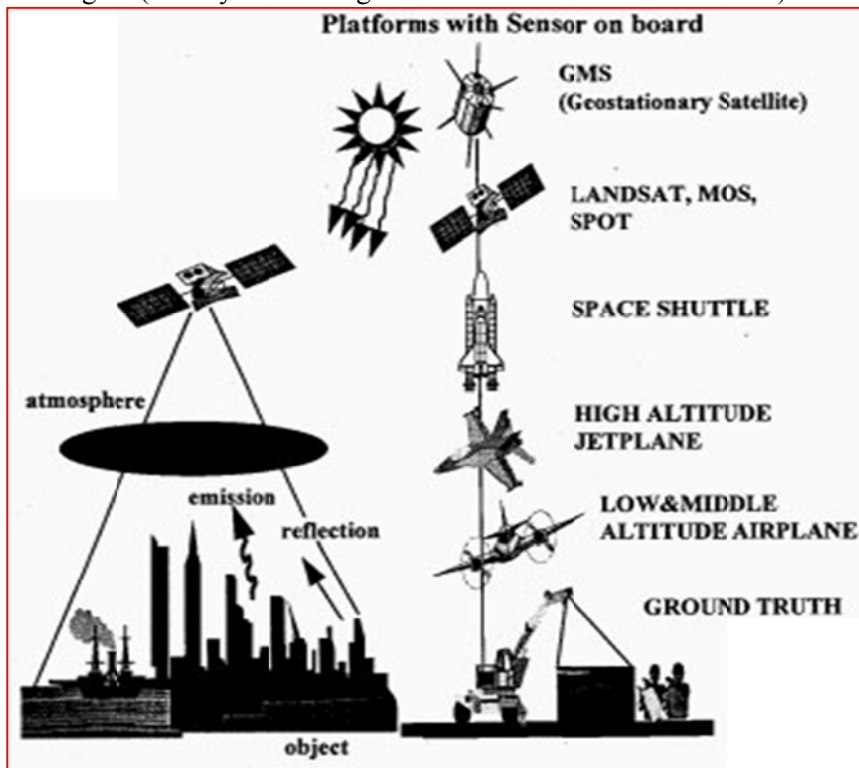 Platforms with Sensor on board
GMS
(Geostationary Satellite)
LANDSAT, MOS,
SPOT
SPACE SHUTTLE
atmosphere
HIGH ALTITUDE
JETPLANE
emission
reflection
LOW&MIDDLE
ALTITUDE AIRPLANE
GROUND TRUTH
object